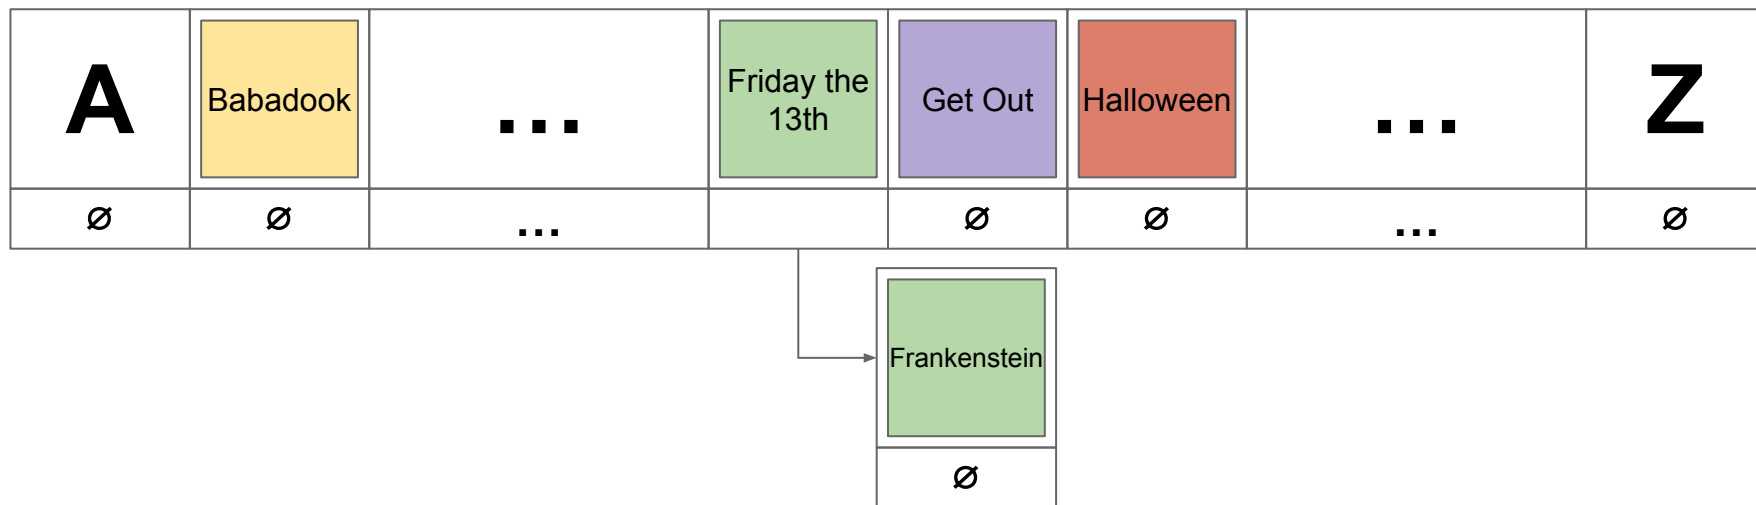 A
Babadook
...
Friday the
13th
Get Out
Halloween
...
Z
∅
∅
...
∅
∅
...
∅
Frankenstein
∅